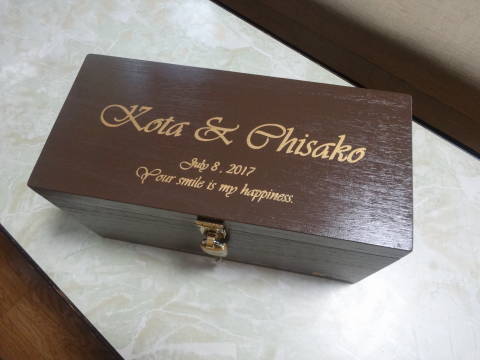 Kota & Chisako
July 8 , 2017
Your smile is my happiness.